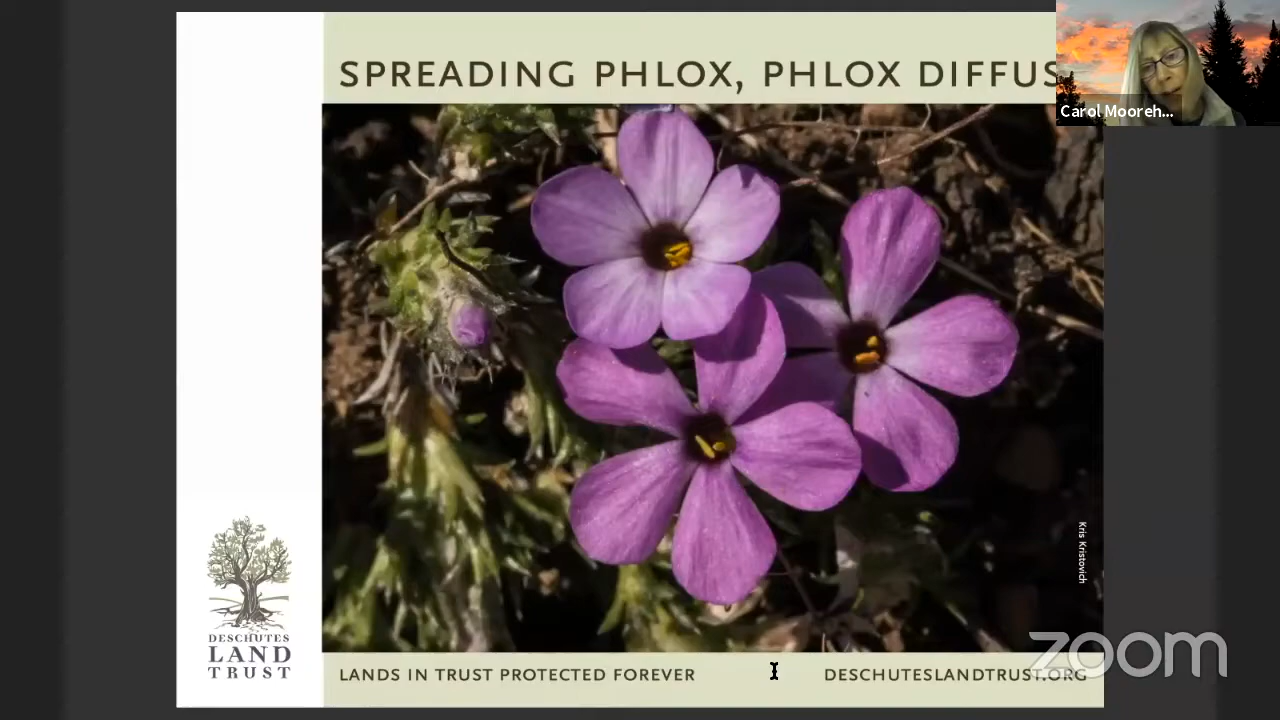 SPREADING PHLOX, PHLOX DIFFUS
Carol Mooreh...
Kris Kristovich
DESCHUTES
LAND
TRUST
LANDS IN TRUST PROTECTED FOREVER
DESCHUTESLANDTRUST.ORG
zoom